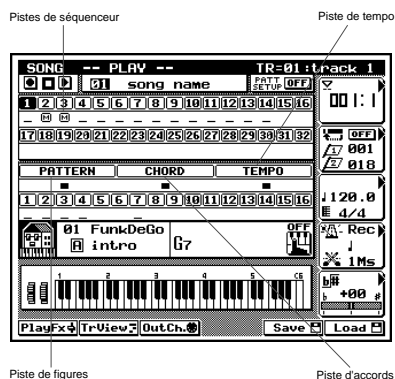 Pistes de séquenceur
Piste de tempo
SONG -- PLAY -- TR=01:track 1
01 song name PATT SETUP OFF
1 2 3 4 5 6 7 8 9 10 11 12 13 14 15 16
M M
001:1
17 18 19 20 21 22 23 24 25 26 27 28 29 30 31 32
OFF
1 001
2 018
PATTERN CHORD TEMPO
1 2 3 4 5 6 7 8 9 10 11 12 13 14 15 16
♩120.0
4/4
01 FunkDeGo
A intro
G7
OFF
Rec
♩
1Ms
1 2 3 4 5 C6
b#
b +00 #
PlayFx TrView OutCh. Save Load
Piste de figures
Piste d'accords